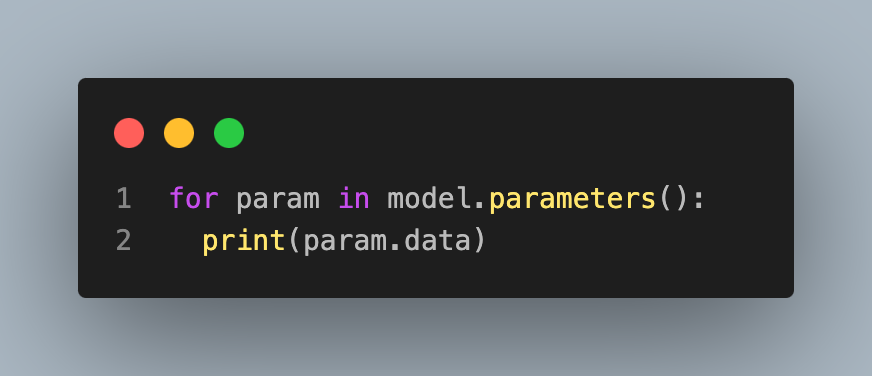 1 for param in model.parameters():
2   print(param.data)